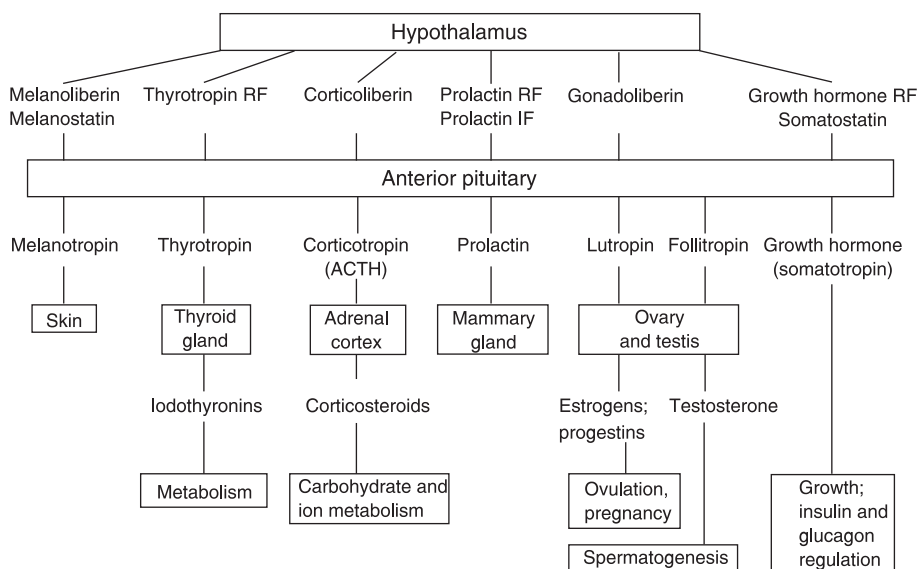 Hypothalamus
Melanoliberin
Melanostatin
Thyrotropin RF
Corticoliberin
Prolactin RF
Prolactin IF
Gonadoliberin
Growth hormone RF
Somatostatin
Anterior pituitary
Melanotropin
Thyrotropin
Corticotropin
(ACTH)
Prolactin
Lutropin
Follitropin
Growth hormone
(somatotropin)
Skin
Thyroid
gland
Adrenal
cortex
Mammary
gland
Ovary
and testis
Iodothyronins
Corticosteroids
Estrogens;
progestins
Testosterone
Metabolism
Carbohydrate and
ion metabolism
Ovulation,
pregnancy
Growth;
insulin and
glucagon
regulation
Spermatogenesis